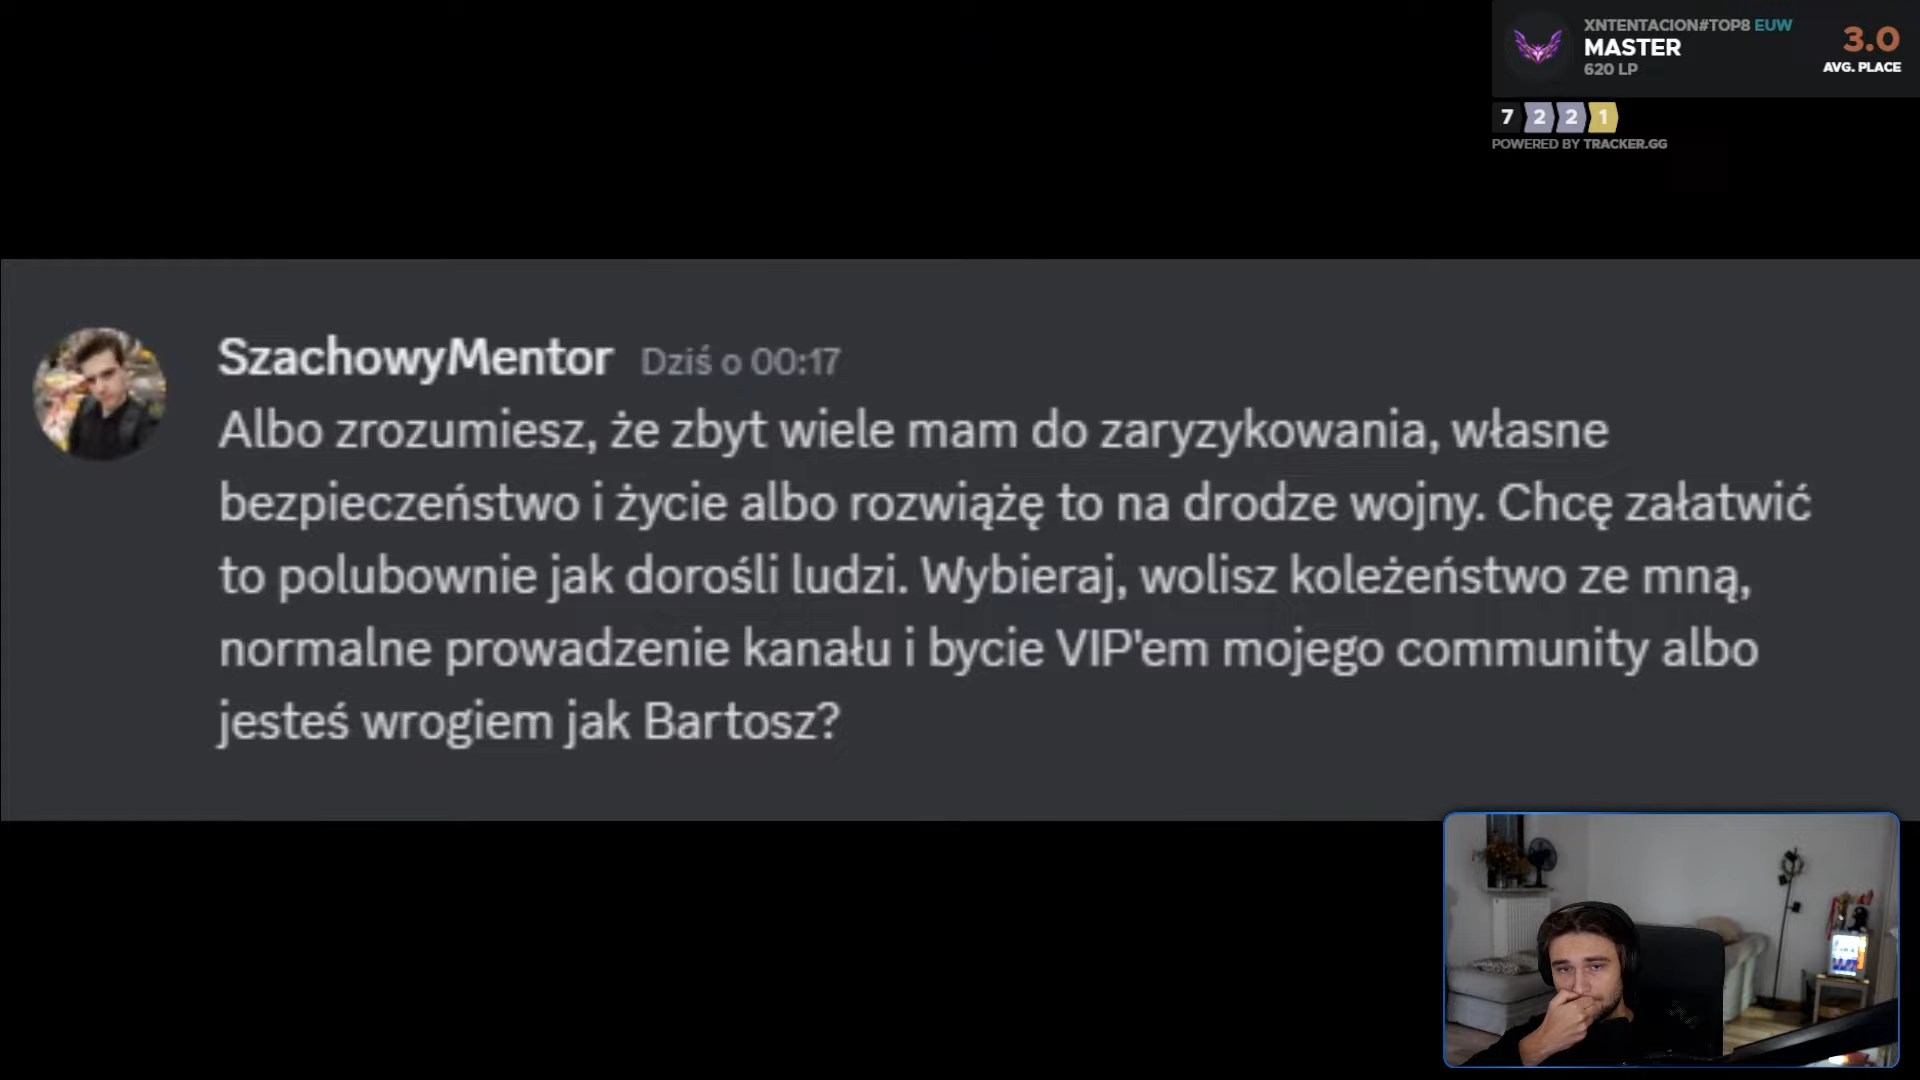 XNTENTACION#TOP8 EUW
MASTER
620 LP
3.0
AVG. PLACE
7 2 2 1
POWERED BY TRACKER.GG
SzachowyMentor Dziś o 00:17
Albo zrozumiesz, że zbyt wiele mam do zaryzykowania, własne
bezpieczeństwo i życie albo rozwiążę to na drodze wojny. Chcę załatwić
to polubownie jak dorośli ludzi. Wybieraj, wolisz koleżeństwo ze mną,
normalne prowadzenie kanału i bycie VIP'em mojego community albo
jesteś wrogiem jak Bartosz?